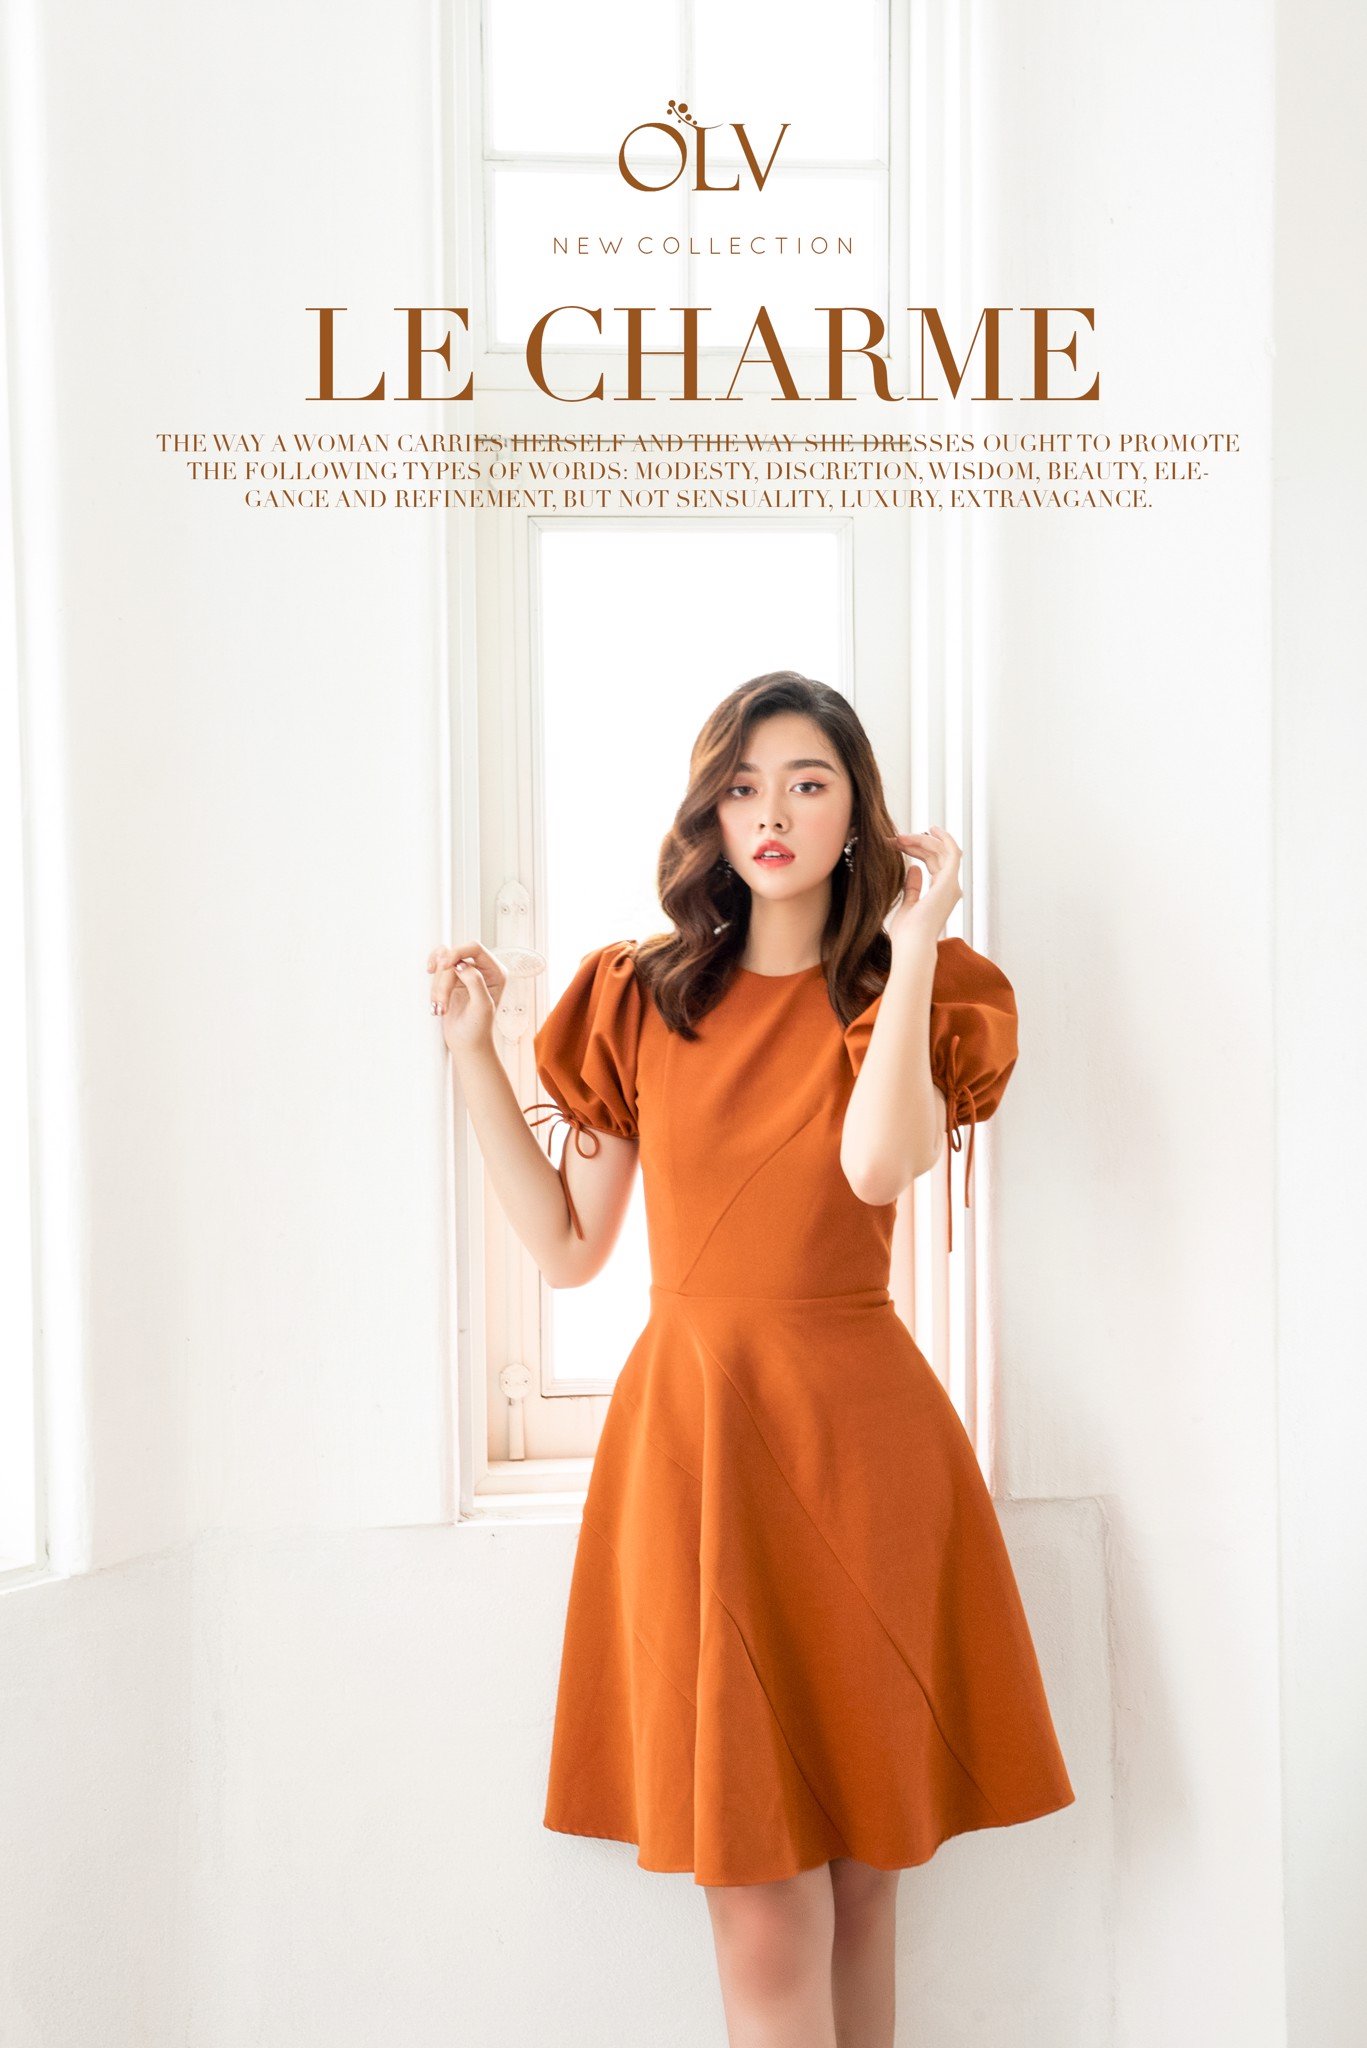 OLV
NEW COLLECTION
LE CHARME
THE WAY A WOMAN CARRIES HERSELF AND THE WAY SHE DRESSES OUGHT TO PROMOTE
THE FOLLOWING TYPES OF WORDS: MODESTY, DISCRETION, WISDOM, BEAUTY, ELE-
GANCE AND REFINEMENT, BUT NOT SENSUALITY, LUXURY, EXTRAVAGANCE.